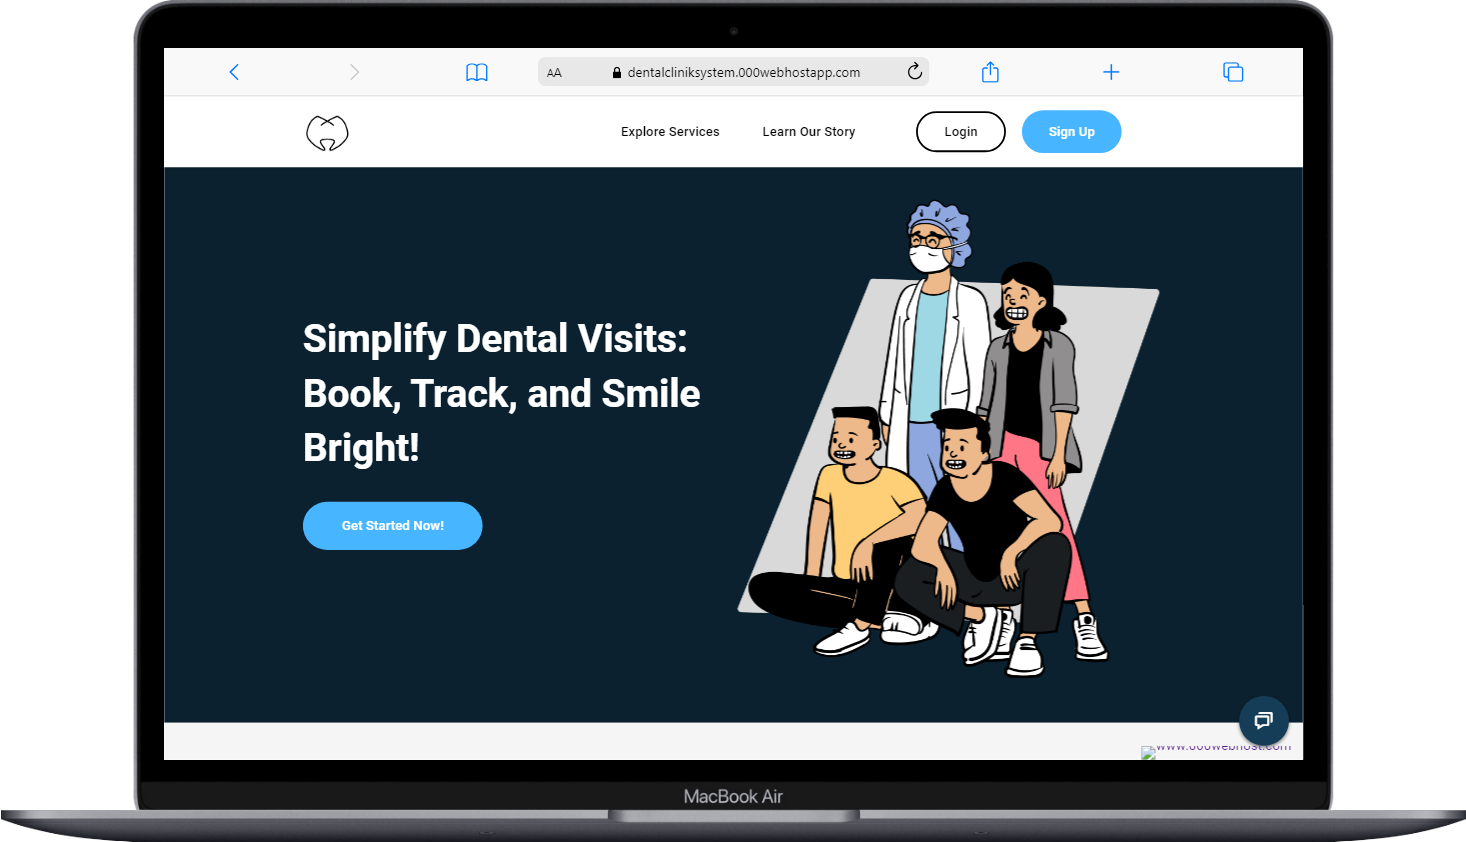 AA
dentalcliniksystem.000webhostapp.com
Explore Services
Learn Our Story
Login
Sign Up
Simplify Dental Visits:
Book, Track, and Smile
Bright!
Get Started Now!
www.000webhost.com
MacBook Air